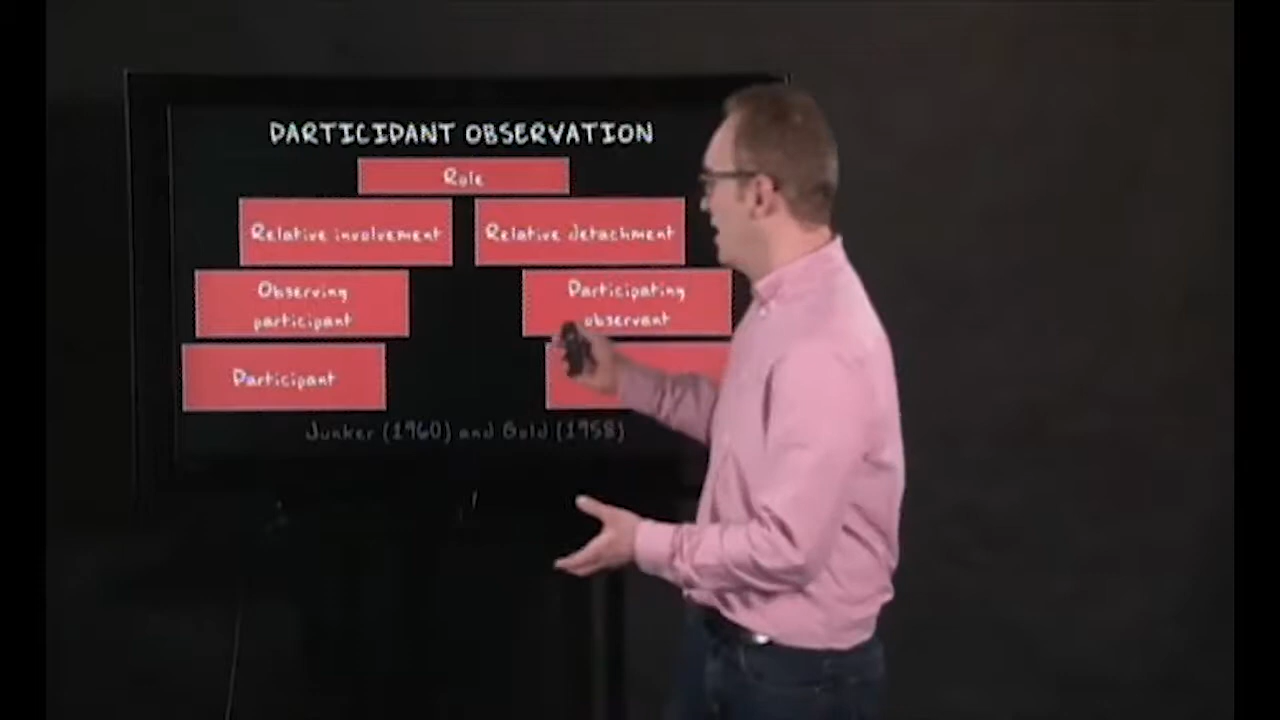 PARTICIPANT OBSERVATION
Role
Relative involvement
Relative detachment
Observing
participant
Participating
observant
Participant
Junker (1960) and Gold (1958)